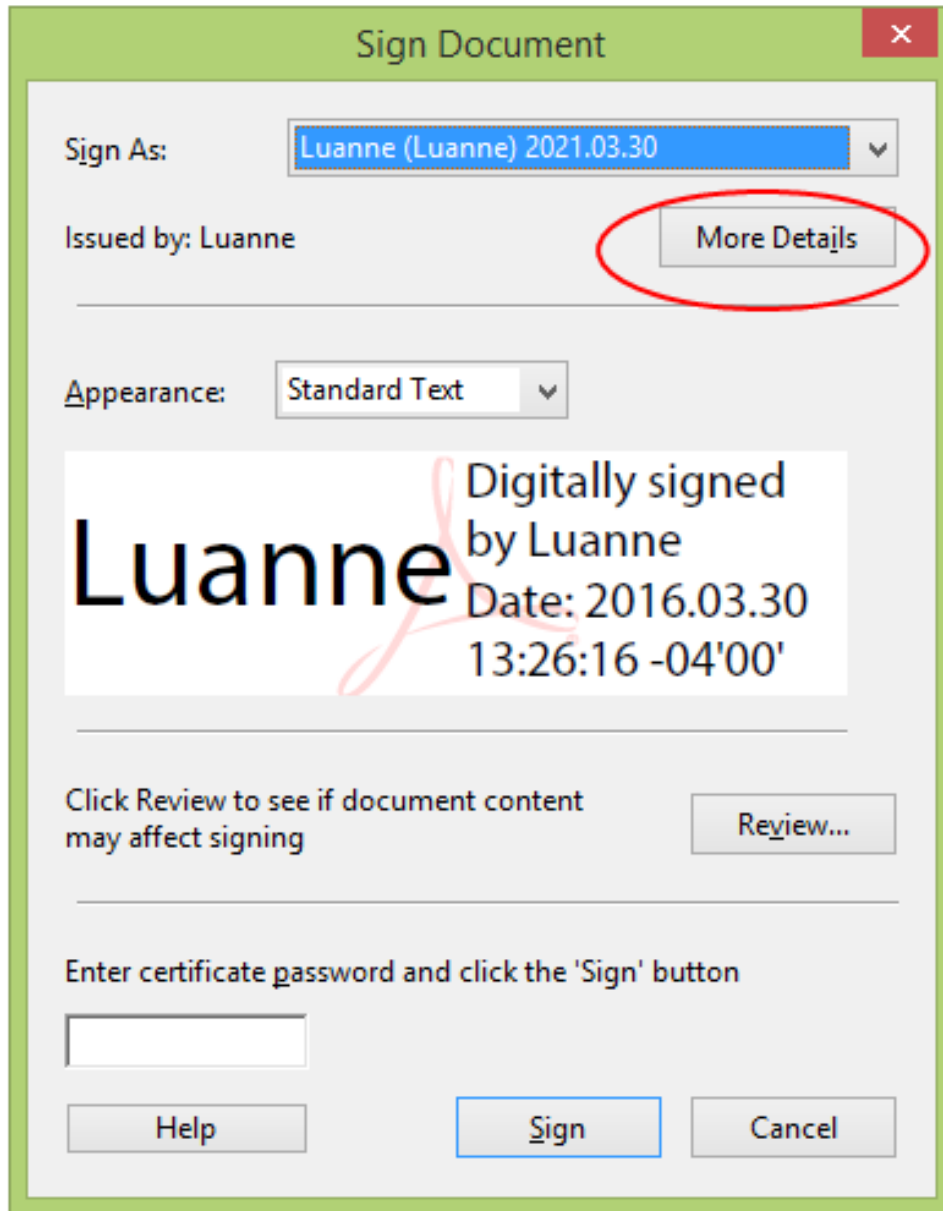 Sign Document
Sign As:
Luanne (Luanne) 2021.03.30
Issued by: Luanne
More Details
Appearance:
Standard Text
Luanne
Digitally signed
by Luanne
Date: 2016.03.30
13:26:16 -04'00'
Click Review to see if document content
may affect signing
Review...
Enter certificate password and click the 'Sign' button
Help
Sign
Cancel